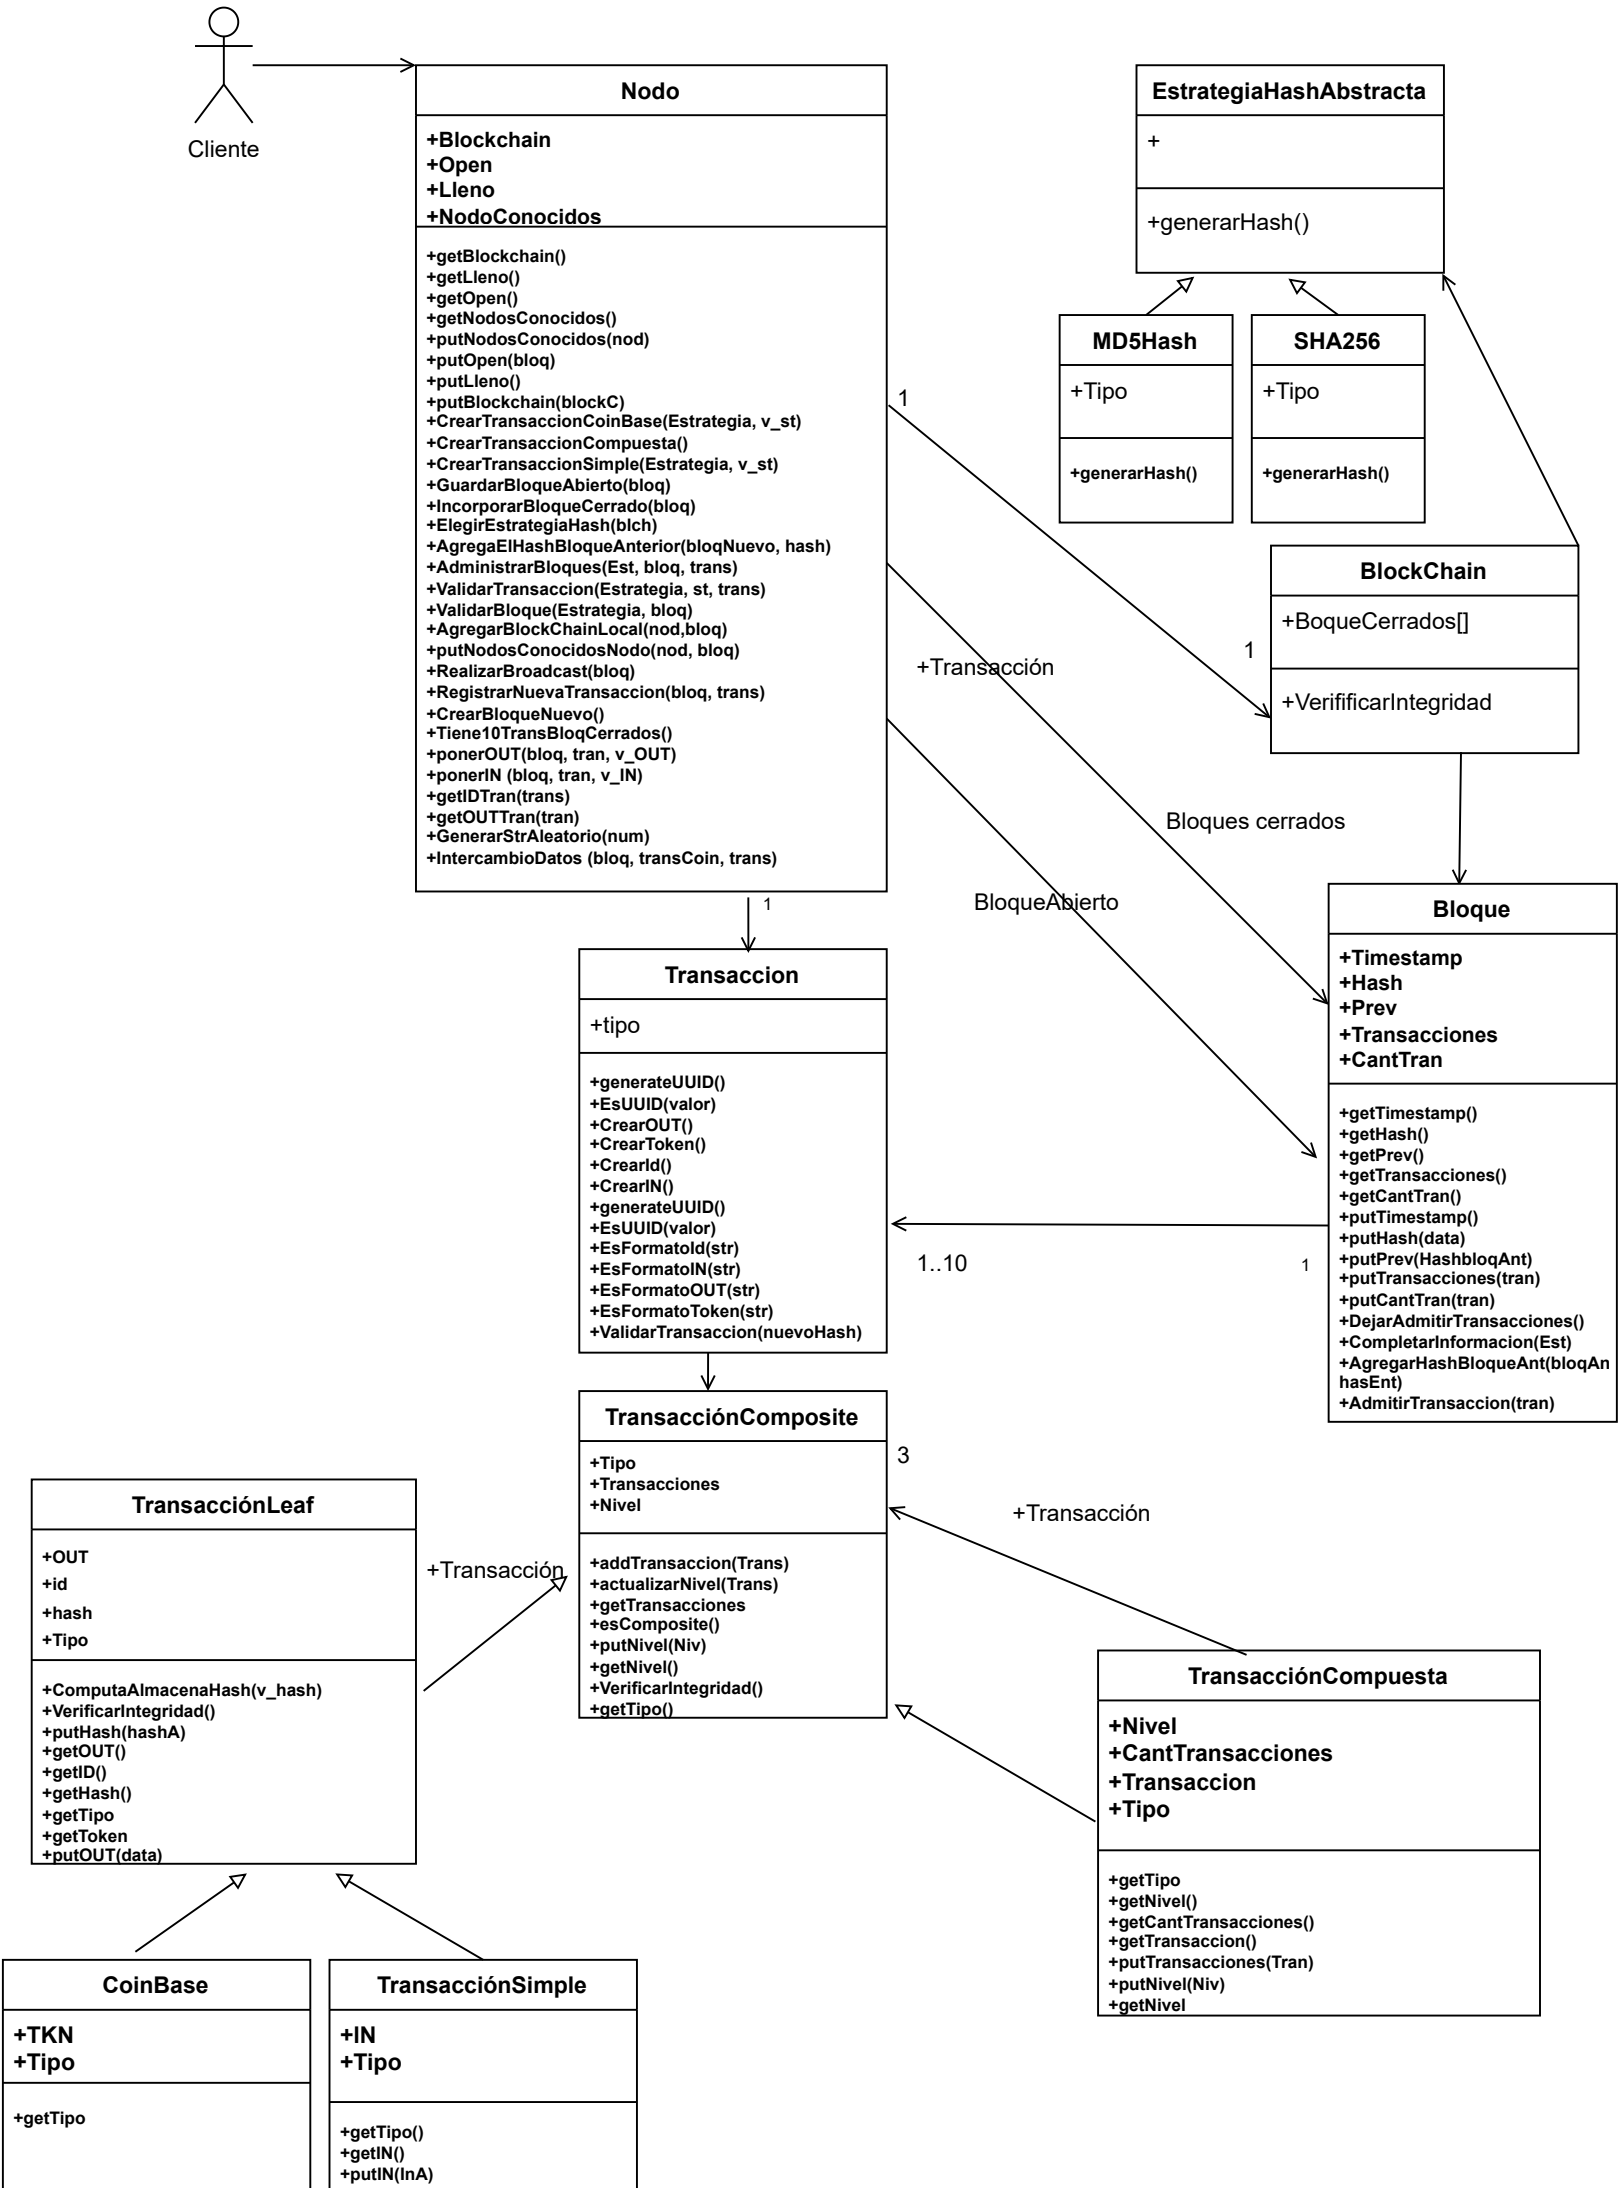 Cliente
Nodo
+Blockchain
+Open
+Lleno
+NodoConocidos
+getBlockchain()
+getLleno()
+getOpen()
+getNodosConocidos()
+putNodosConocidos(nod)
+putOpen(bloq)
+putLleno()
+putBlockchain(blockC)
+CrearTransaccionCoinBase(Estrategia, v_st)
+CrearTransaccionCompuesta()
+CrearTransaccionSimple(Estrategia, v_st)
+GuardarBloqueAbierto(bloq)
+IncorporarBloqueCerrado(bloq)
+ElegirEstrategiaHash(blch)
+AgregaElHashBloqueAnterior(bloqNuevo, hash)
+AdministrarBloques(Est, bloq, trans)
+ValidarTransaccion(Estrategia, st, trans)
+ValidarBloque(Estrategia, bloq)
+AgregarBlockChainLocal(nod,bloq)
+putNodosConocidosNodo(nod, bloq)
+RealizarBroadcast(bloq)
+RegistrarNuevaTransaccion(bloq, trans)
+CrearBloqueNuevo()
+Tiene10TransBloqCerrados()
+ponerOUT(bloq, tran, v_OUT)
+ponerIN (bloq, tran, v_IN)
+getIDTran(trans)
+getOUTTran(tran)
+GenerarStrAleatorio(num)
+IntercambioDatos (bloq, transCoin, trans)
EstrategiaHashAbstracta
+
+generarHash()
MD5Hash
+Tipo
+generarHash()
SHA256
+Tipo
+generarHash()
1
1
BlockChain
+BoqueCerrados[]
+VerifificarIntegridad
+Transacción
Bloques cerrados
BloqueAbierto
1
Bloque
+Timestamp
+Hash
+Prev
+Transacciones
+CantTran
+getTimestamp()
+getHash()
+getPrev()
+getTransacciones()
+getCantTran()
+putTimestamp()
+putHash(data)
+putPrev(HashbloqAnt)
+putTransacciones(tran)
+putCantTran(tran)
+DejarAdmitirTransacciones()
+CompletarInformacion(Est)
+AgregarHashBloqueAnt(bloqAn
hasEnt)
+AdmitirTransaccion(tran)
Transaccion
+tipo
+generateUUID()
+EsUUID(valor)
+CrearOUT()
+CrearToken()
+CrearId()
+CrearIN()
+generateUUID()
+EsUUID(valor)
+EsFormatoId(str)
+EsFormatoIN(str)
+EsFormatoOUT(str)
+EsFormatoToken(str)
+ValidarTransaccion(nuevoHash)
1..10
1
TransacciónComposite
+Tipo
+Transacciones
+Nivel
+addTransaccion(Trans)
+actualizarNivel(Trans)
+getTransacciones
+esComposite()
+putNivel(Niv)
+getNivel()
+VerificarIntegridad()
+getTipo()
3
+Transacción
TransacciónLeaf
+OUT
+id
+hash
+Tipo
+ComputaAlmacenaHash(v_hash)
+VerificarIntegridad()
+putHash(hashA)
+getOUT()
+getID()
+getHash()
+getTipo
+getToken
+putOUT(data)
+Transacción
TransacciónCompuesta
+Nivel
+CantTransacciones
+Transaccion
+Tipo
+getTipo
+getNivel()
+getCantTransacciones()
+getTransaccion()
+putTransacciones(Tran)
+putNivel(Niv)
+getNivel
CoinBase
+TKN
+Tipo
+getTipo
TransacciónSimple
+IN
+Tipo
+getTipo()
+getIN()
+putIN(InA)